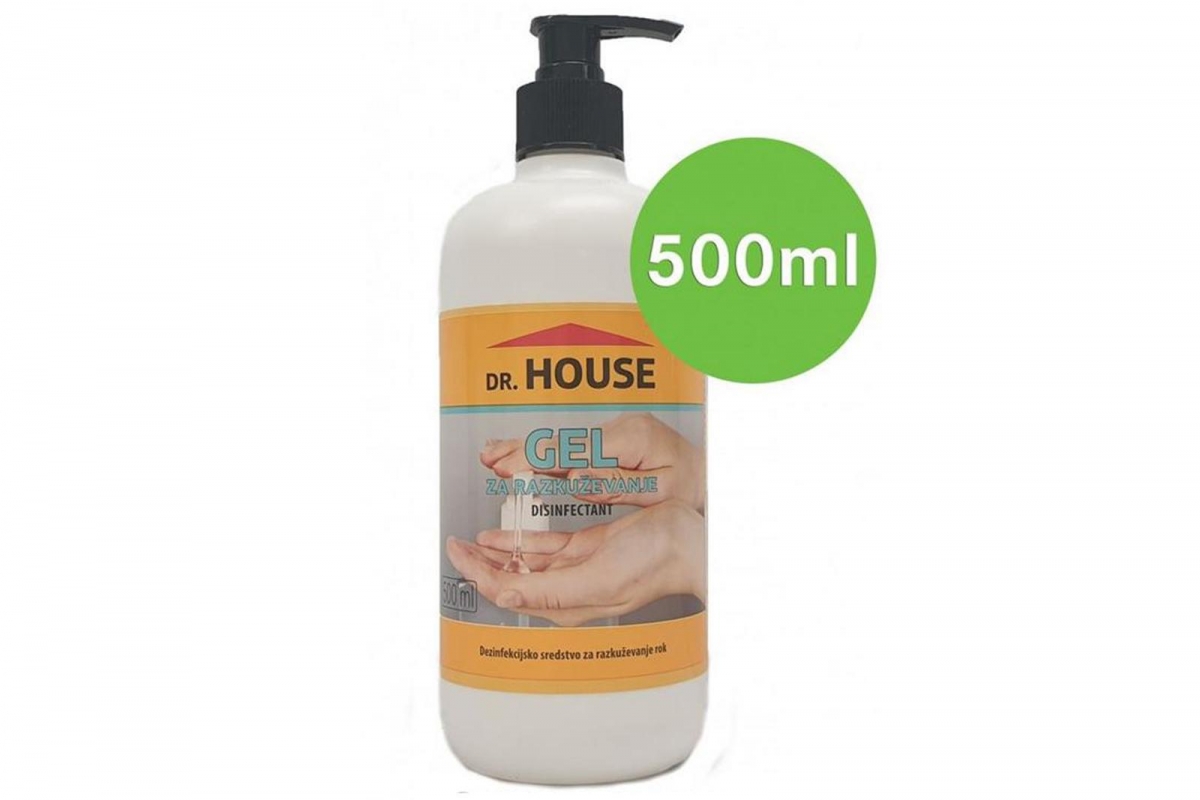 500ml
DR. HOUSE
GEL
ZA RAZKUŽEVANJE
DISINFECTANT
500 ml
Dezinfekcijsko sredstvo za razkuževanje rok